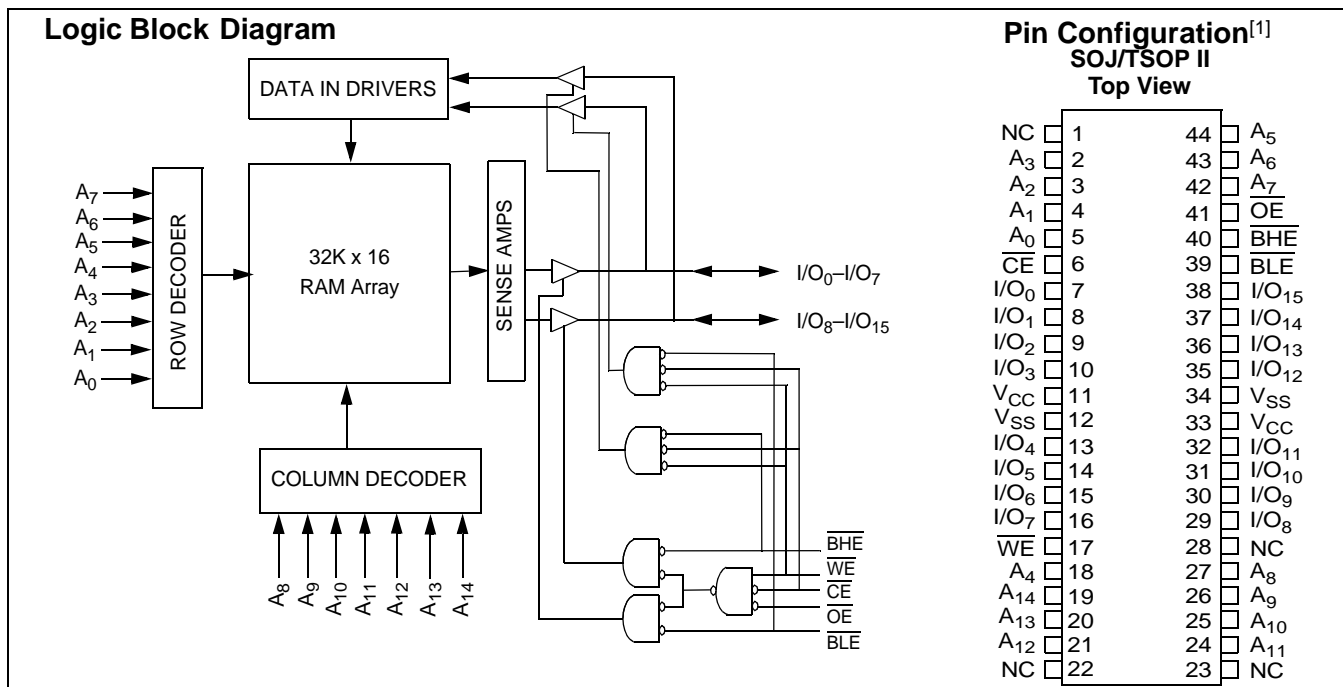 Logic Block Diagram
DATA IN DRIVERS
A7
A6
A5
A4
A3
A2
A1
A0
ROW DECODER
32K x 16
RAM Array
SENSE AMPS
I/O0–I/O7
I/O8–I/O15
COLUMN DECODER
A8
A9
A10
A11
A12
A13
A14
BHE
WE
CE
OE
BLE
Pin Configuration[1]
SOJ/TSOP II
Top View
NC 1 44 A5
A3 2 43 A6
A2 3 42 A7
A1 4 41 OE
A0 5 40 BHE
CE 6 39 BLE
I/O0 7 38 I/O15
I/O1 8 37 I/O14
I/O2 9 36 I/O13
I/O3 10 35 I/O12
VCC 11 34 VSS
VSS 12 33 VCC
I/O4 13 32 I/O11
I/O5 14 31 I/O10
I/O6 15 30 I/O9
I/O7 16 29 I/O8
WE 17 28 NC
A4 18 27 A8
A14 19 26 A9
A13 20 25 A10
A12 21 24 A11
NC 22 23 NC